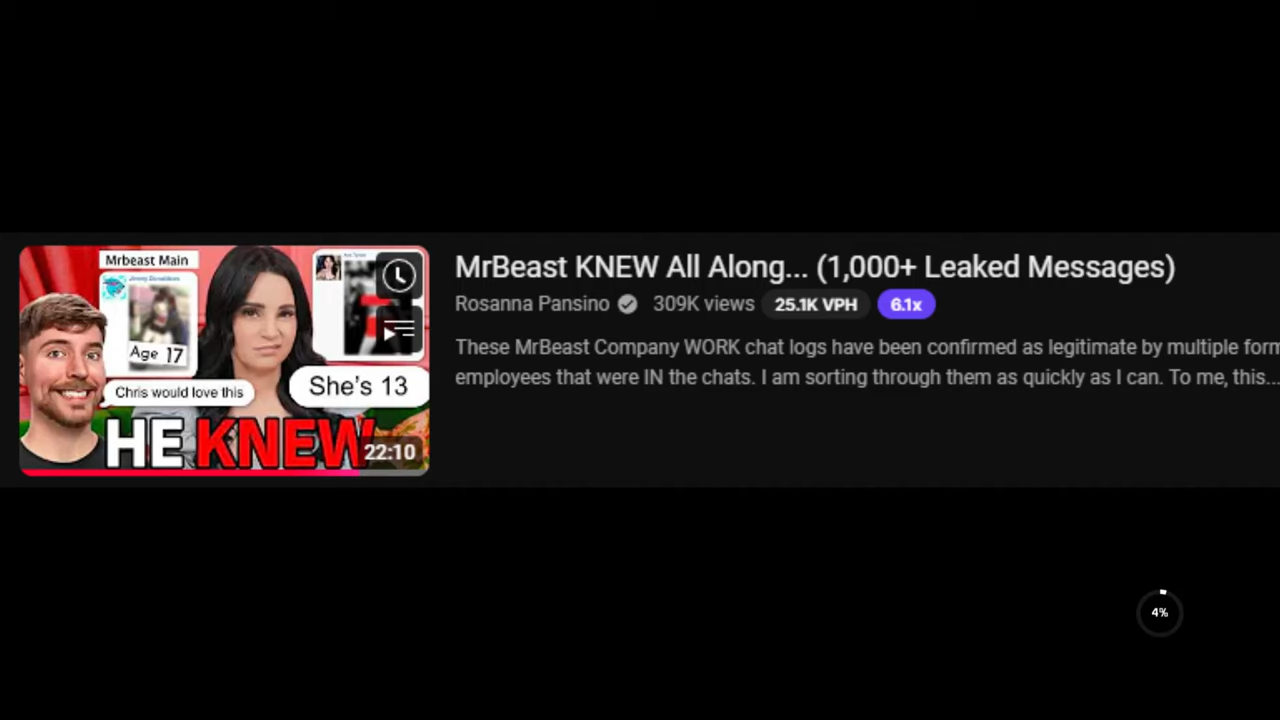 Mrbeast Main
Age 17
Chris would love this
She's 13
HE KNEW
22:10
MrBeast KNEW All Along... (1,000+ Leaked Messages)
Rosanna Pansino 309K views 25.1K VPH 6.1x
These MrBeast Company WORK chat logs have been confirmed as legitimate by multiple form
employees that were IN the chats. I am sorting through them as quickly as I can. To me, this...
4%